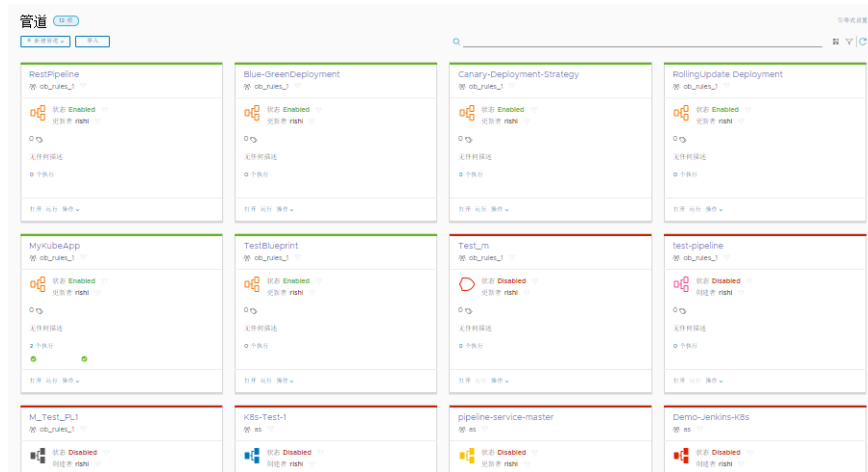 管道 12 项
引导式设置
+ 新建管道 导入
RestPipeline
ob_rules_1
状态 Enabled
更新者 rishi
0
无任何描述
0 个执行
打开 运行 操作
Blue-GreenDeployment
ob_rules_1
状态 Enabled
更新者 rishi
0
无任何描述
0 个执行
打开 运行 操作
Canary-Deployment-Strategy
ob_rules_1
状态 Enabled
更新者 rishi
0
无任何描述
0 个执行
打开 运行 操作
RollingUpdate Deployment
ob_rules_1
状态 Enabled
更新者 rishi
0
无任何描述
0 个执行
打开 运行 操作
MyKubeApp
ob_rules_1
状态 Enabled
更新者 rishi
0
无任何描述
2 个执行
打开 运行 操作
TestBlueprint
ob_rules_1
状态 Enabled
更新者 rishi
0
无任何描述
0 个执行
打开 运行 操作
Test_m
ob_rules_1
状态 Disabled
更新者 rishi
0
无任何描述
0 个执行
打开 运行 操作
test-pipeline
ob_rules_1
状态 Disabled
创建者 rishi
0
无任何描述
0 个执行
打开 运行 操作
M_Test_PL1
ob_rules_1
状态 Disabled
创建者 rishi
K8s-Test-1
as
状态 Disabled
创建者 rishi
pipeline-service-master
as
状态 Disabled
更新者 rishi
Demo-Jenkins-K8s
as
状态 Disabled
创建者 rishi